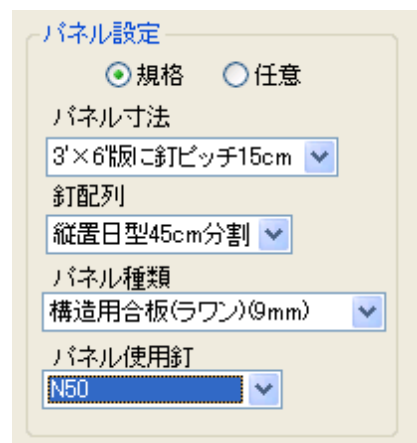 パネル設定
規格 任意
パネル寸法
3'×6'版に釘ピッチ15cm
釘配列
縦置日型45cm分割
パネル種類
構造用合板(ラワン)(9mm)
パネル使用釘
N50